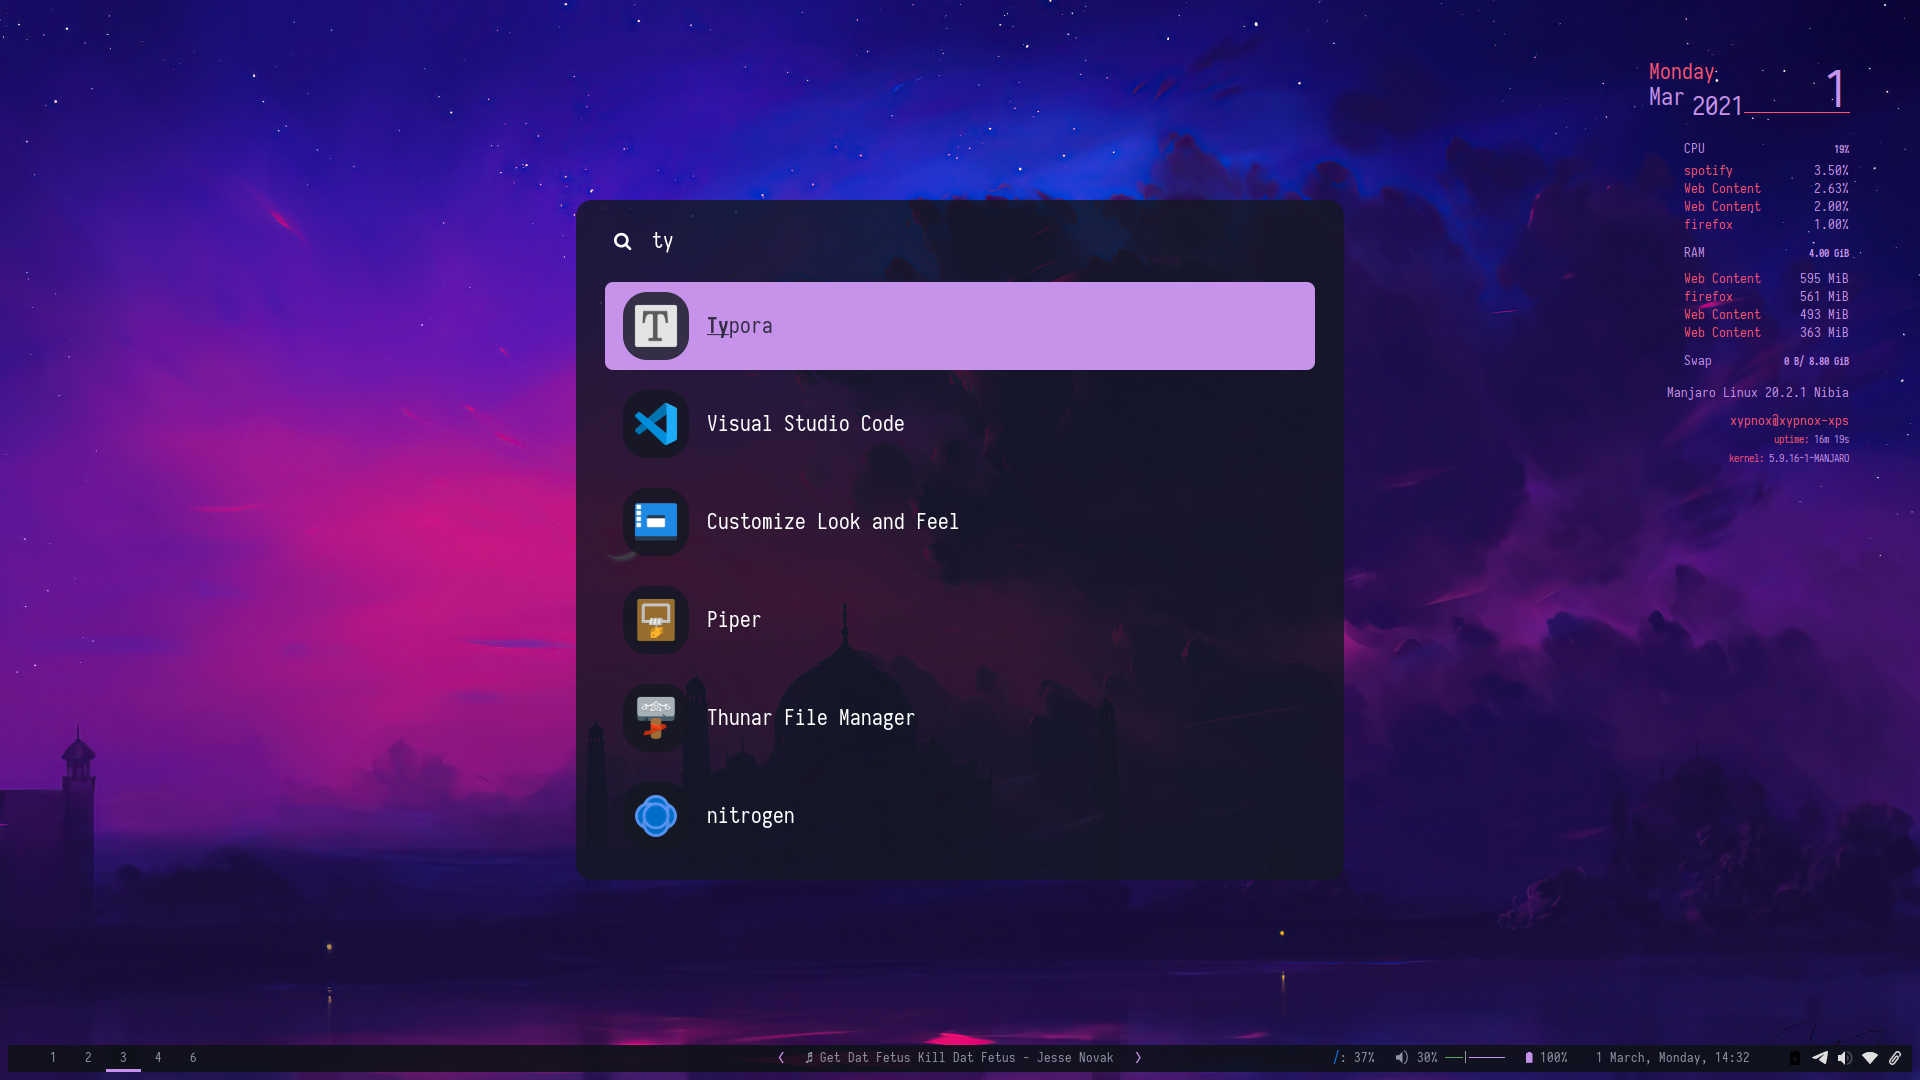 Monday
Mar 2021 1
CPU 19%
spotify 3.50%
Web Content 2.63%
Web Content 2.00%
firefox 1.00%
RAM 4.00 GiB
Web Content 595 MiB
firefox 561 MiB
Web Content 493 MiB
Web Content 363 MiB
Swap 0 B/ 8.80 GiB
Manjaro Linux 20.2.1 Nibia
xypnox@xypnox-xps
uptime: 16m 19s
kernel: 5.9.16-1-MANJARO
ty
T
Typora
Visual Studio Code
Customize Look and Feel
Piper
Thunar File Manager
nitrogen
1 2 3 4 6
Get Dat Fetus Kill Dat Fetus - Jesse Novak
/: 37% 30% 100% 1 March, Monday, 14:32